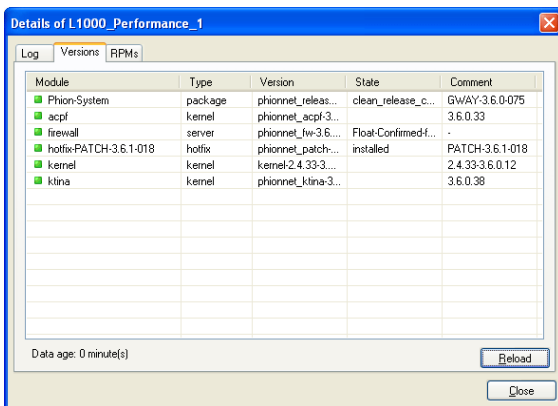 Details of L1000_Performance_1
Log Versions RPMs
Module Type Version State Comment
Phion-System package phionnet_releas... clean_release_c... GWAY-3.6.0-075
acpf kernel phionnet_acpf-3... 3.6.0.33
firewall server phionnet_fw-3.6.... Float-Confirmed-f... -
hotfix-PATCH-3.6.1-018 hotfix phionnet_patch-... installed PATCH-3.6.1-018
kernel kernel kernel-2.4.33-3.... 2.4.33-3.6.0.12
ktina kernel phionnet_ktina-3... 3.6.0.38
Data age: 0 minute(s)
Reload
Close